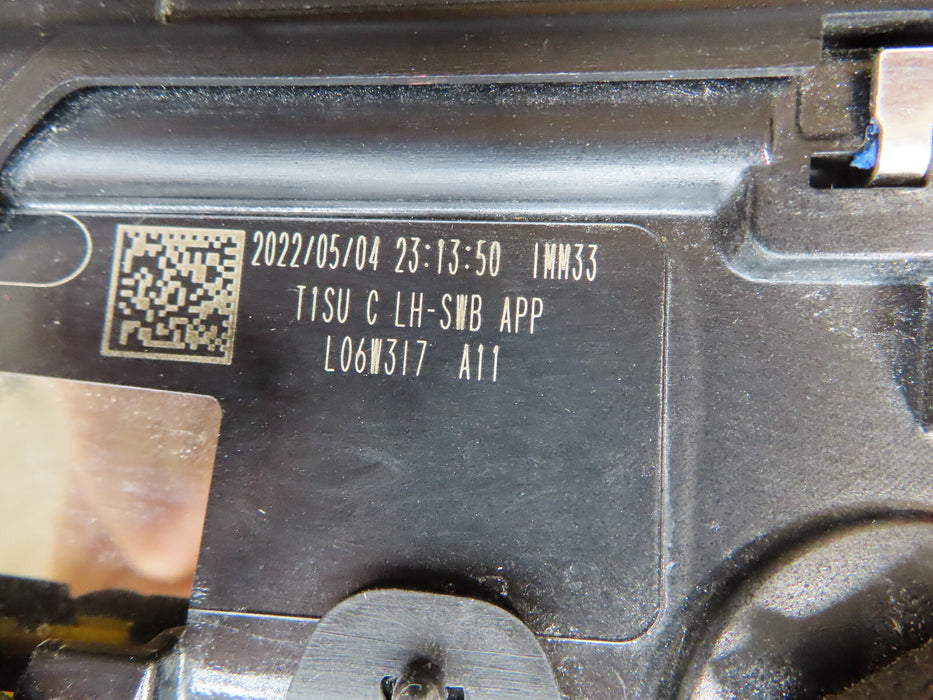 2022/05/04 23:13:50 IMM33
T1SU C LH-SWB APP
L06W317 A11